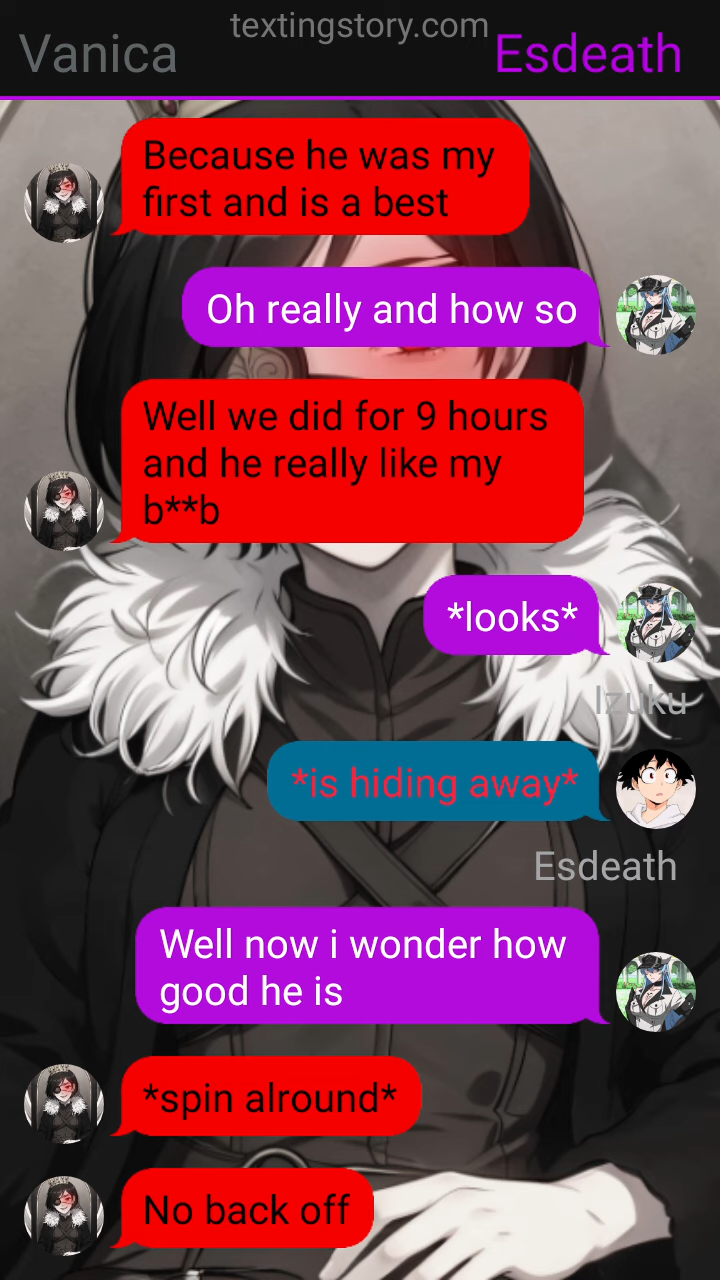 textingstory.com
Vanica
Esdeath
Because he was my
first and is a best
Oh really and how so
Well we did for 9 hours
and he really like my
b**b
*looks*
Izuku
*is hiding away*
Esdeath
Well now i wonder how
good he is
*spin alround*
No back off